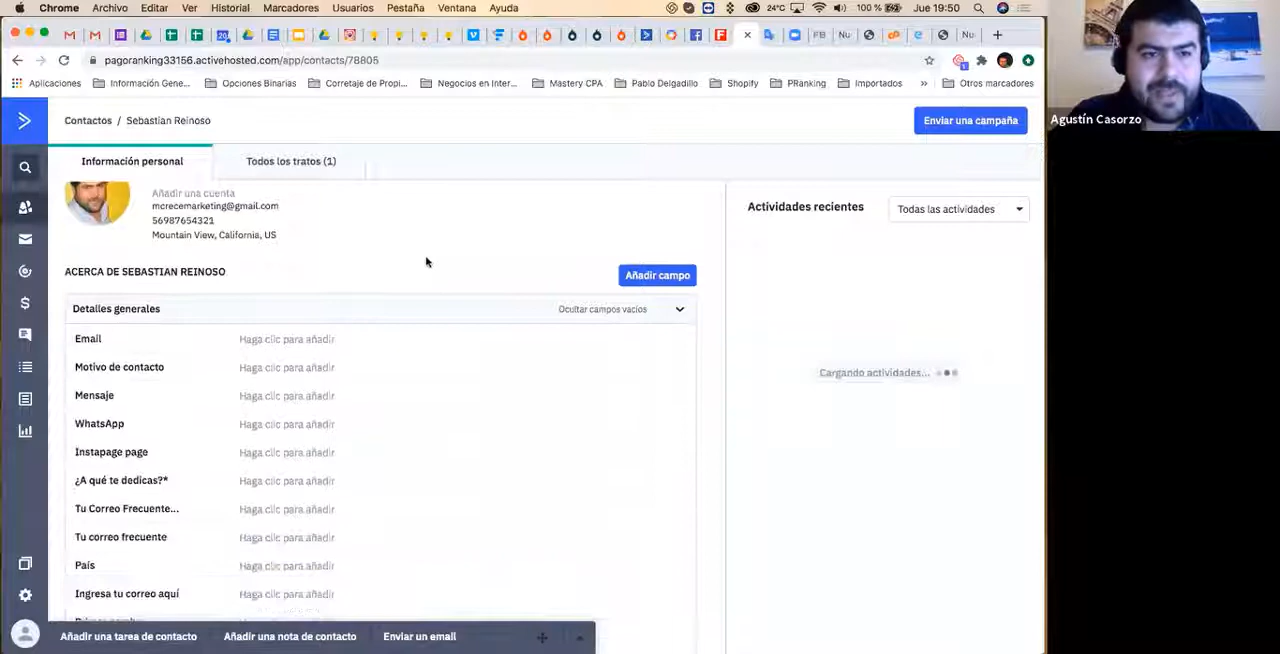 Chrome Archivo Editar Ver Historial Marcadores Usuarios Pestaña Ventana Ayuda 24°C 100 % Jue 19:50
FB Nu Nu
pagoranking33156.activehosted.com/app/contacts/78805
Aplicaciones Información Gene... Opciones Binarias Corretaje de Propi... Negocios en Inter... Mastery CPA Pablo Delgadillo Shopify PRanking Importados » Otros marcadores
Contactos / Sebastian Reinoso Enviar una campaña
Agustín Casorzo
Información personal Todos los tratos (1)
Añadir una cuenta
mcrecemarketing@gmail.com
56987654321
Mountain View, California, US
Actividades recientes Todas las actividades
ACERCA DE SEBASTIAN REINOSO Añadir campo
Detalles generales Ocultar campos vacíos
Email Haga clic para añadir
Motivo de contacto Haga clic para añadir
Cargando actividades...
Mensaje Haga clic para añadir
WhatsApp Haga clic para añadir
Instapage page Haga clic para añadir
¿A qué te dedicas?* Haga clic para añadir
Tu Correo Frecuente... Haga clic para añadir
Tu correo frecuente Haga clic para añadir
País Haga clic para añadir
Ingresa tu correo aquí Haga clic para añadir
Añadir una tarea de contacto Añadir una nota de contacto Enviar un email